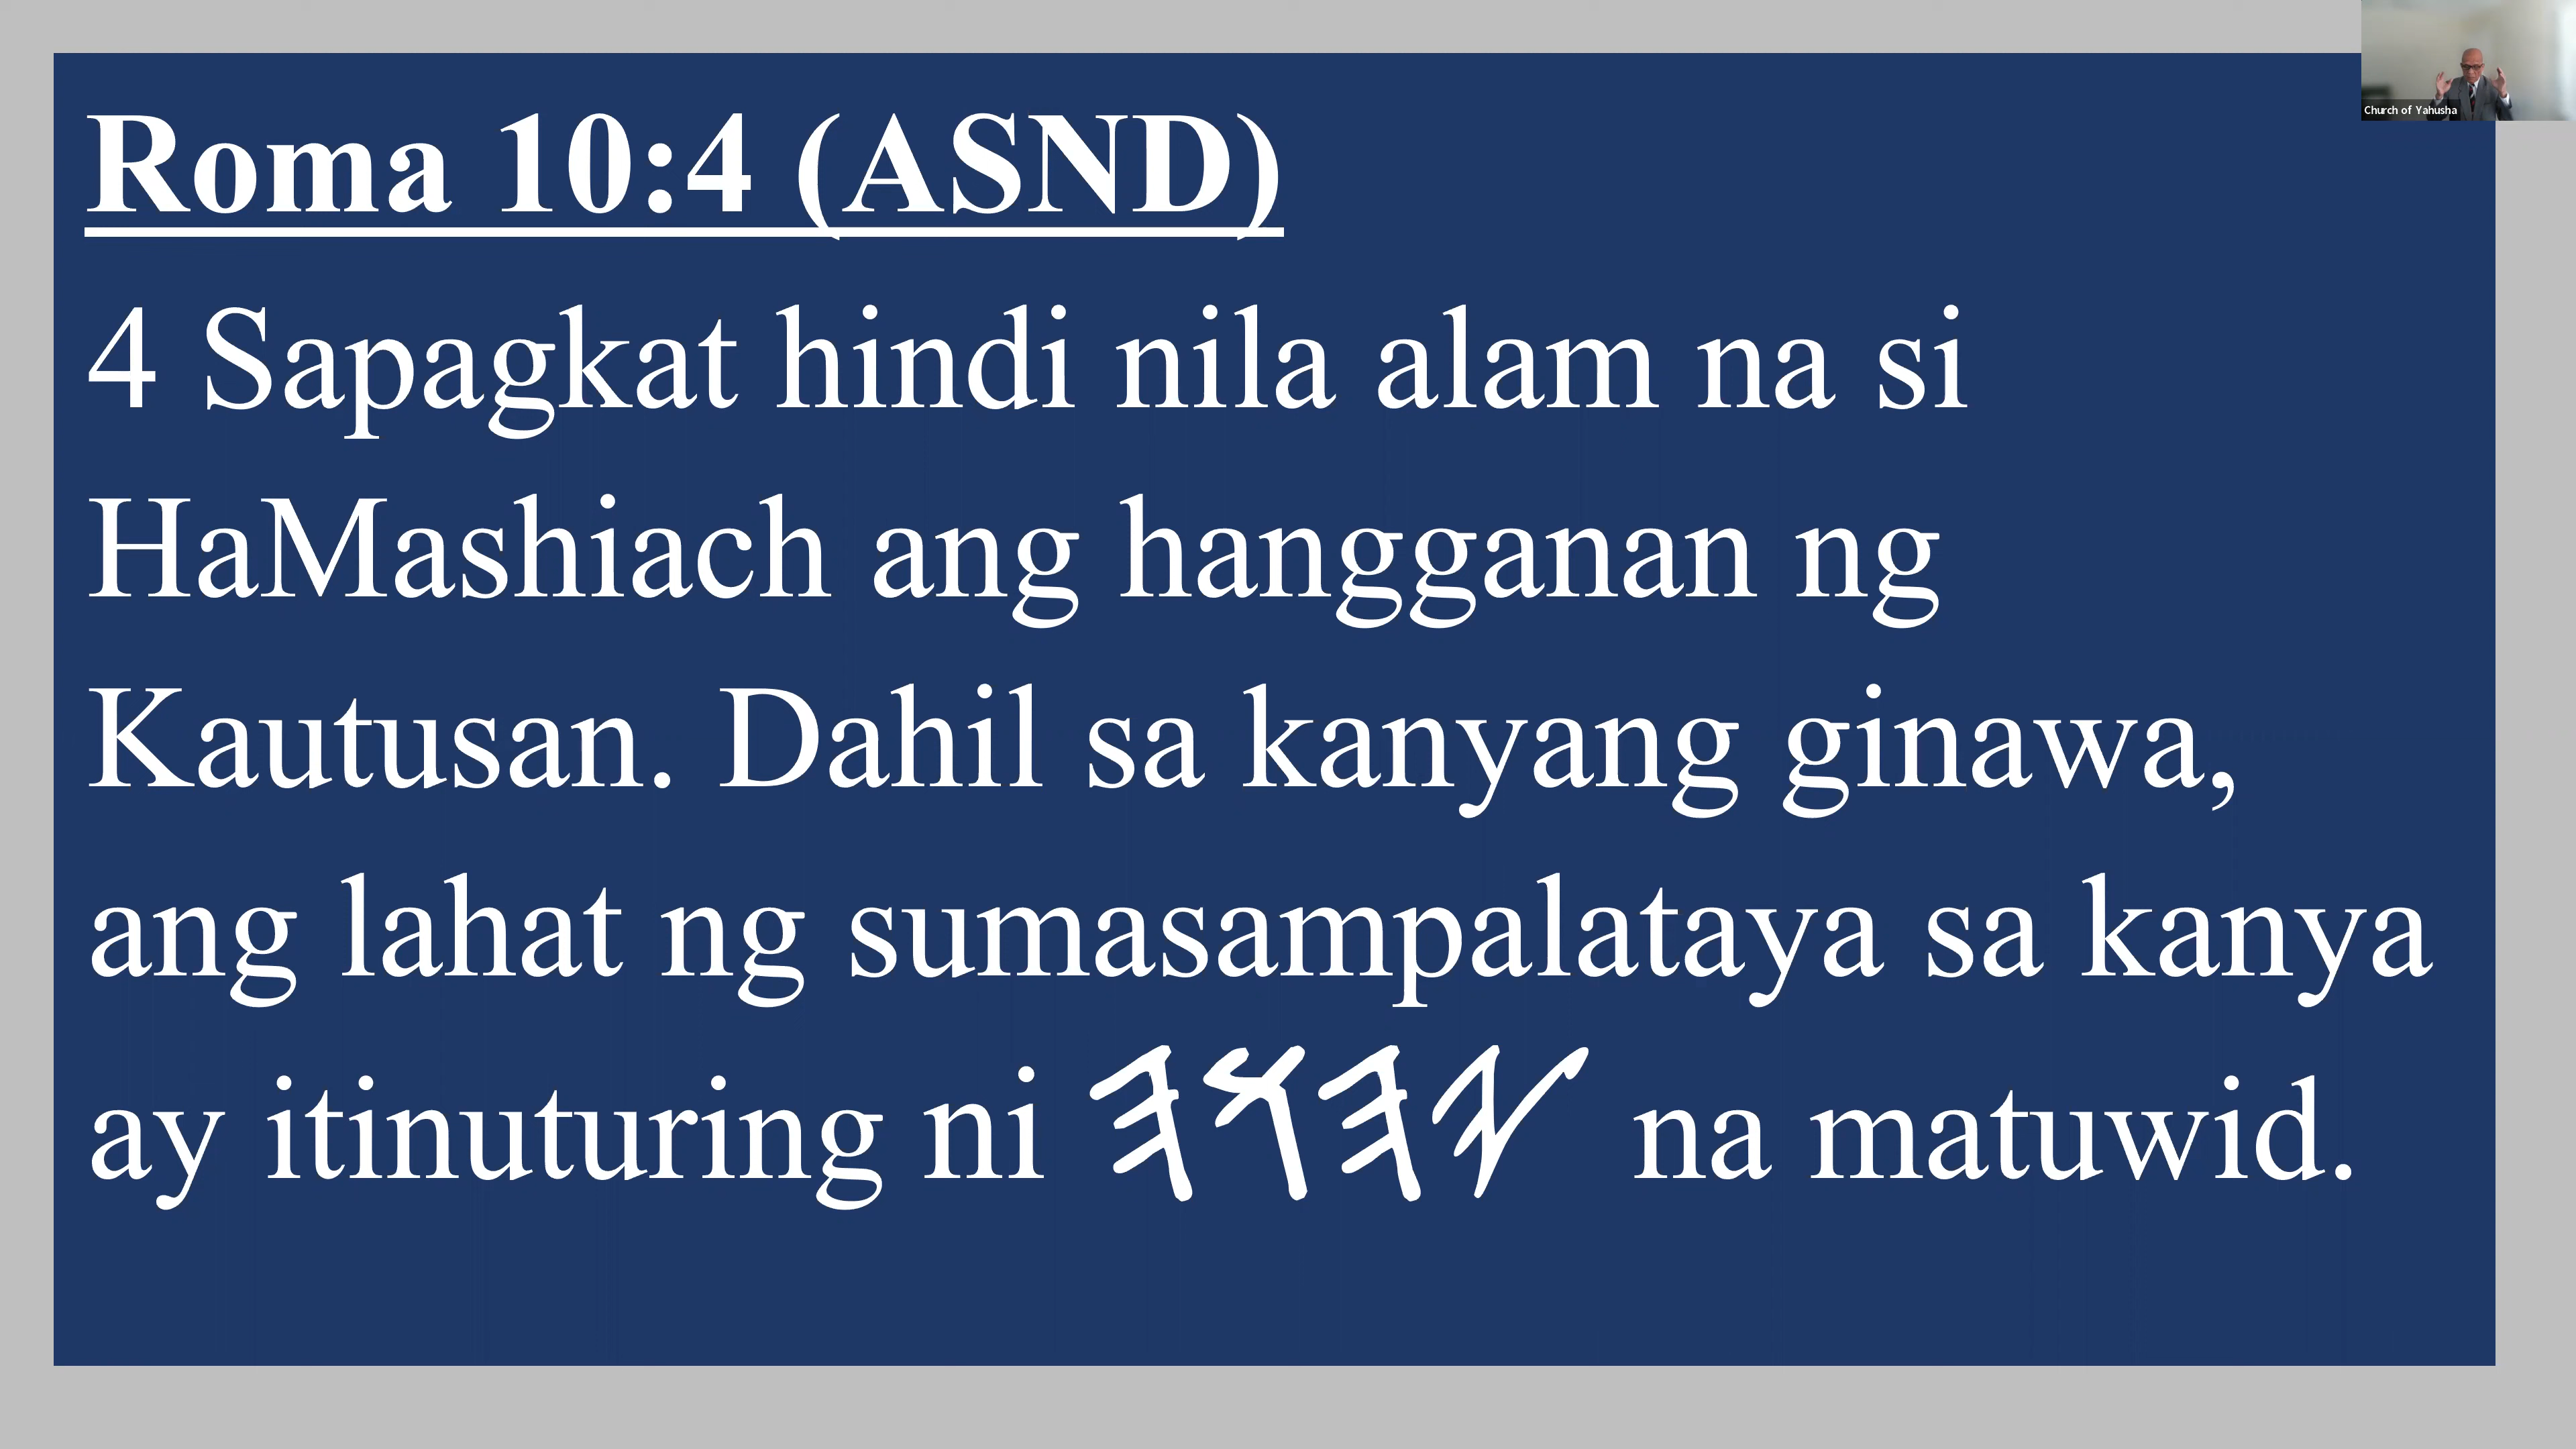 Roma 10:4 (ASND)
4 Sapagkat hindi nila alam na si
HaMashiach ang hangganan ng
Kautusan. Dahil sa kanyang ginawa,
ang lahat ng sumasampalataya sa kanya
ay itinuturing ni 𐤉𐤄𐤅𐤄 na matuwid.
Church of Yahusha